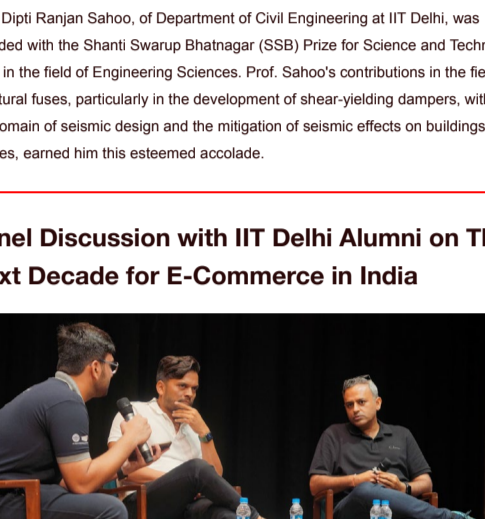 Dipti Ranjan Sahoo, of Department of Civil Engineering at IIT Delhi, was
ded with the Shanti Swarup Bhatnagar (SSB) Prize for Science and Techn
in the field of Engineering Sciences. Prof. Sahoo's contributions in the fie
tural fuses, particularly in the development of shear-yielding dampers, wit
omain of seismic design and the mitigation of seismic effects on buildings
es, earned him this esteemed accolade.
nel Discussion with IIT Delhi Alumni on Th
xt Decade for E-Commerce in India